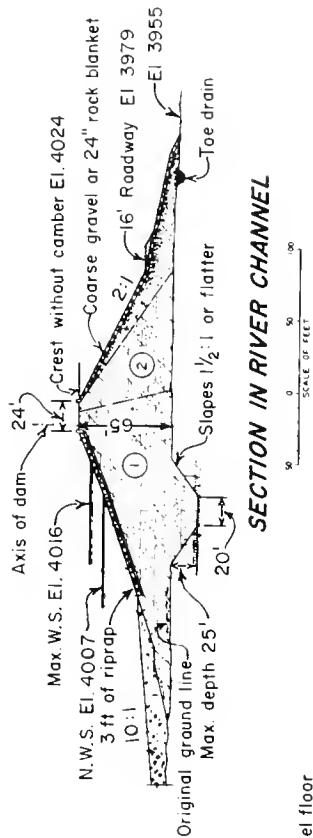 Axis of dam
24'
Crest without camber El. 4024
Max. W.S. El. 4016
N.W.S. El. 4007
3 ft of riprap
10:1
Coarse gravel or 24" rock blanket
2:1
16' Roadway El 3979
El 3955
65'
1
2
Original ground line
Max. depth 25'
20'
Slopes 1½:1 or flatter
Toe drain
SECTION IN RIVER CHANNEL
50 0 50 100
SCALE OF FEET
el floor